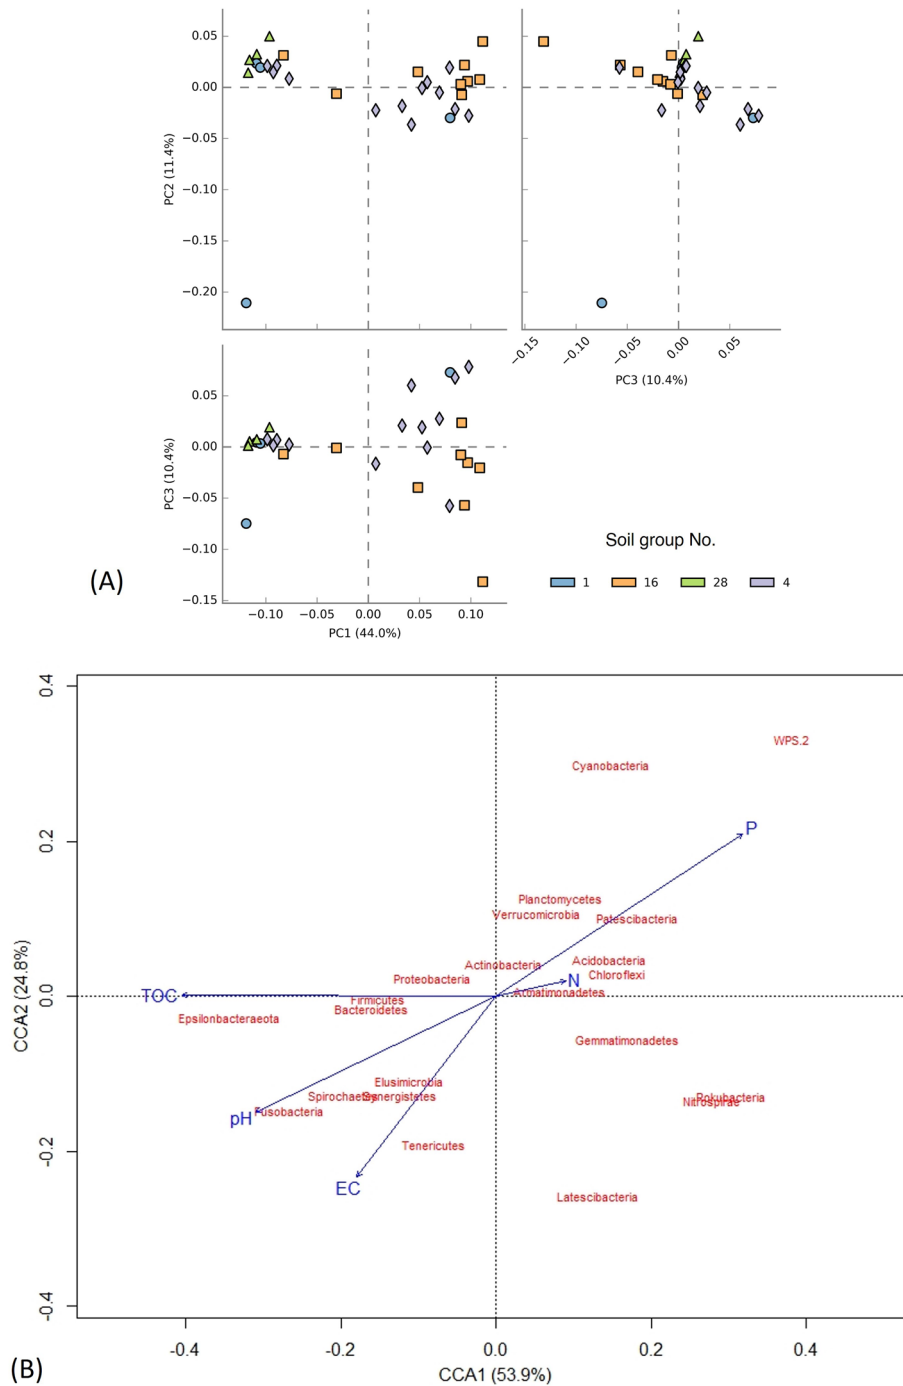 0.05
0.00
−0.05
−0.10
−0.15
−0.20
PC2 (11.4%)
−0.15
−0.10
−0.05
0.00
0.05
PC3 (10.4%)
0.05
0.00
−0.05
−0.10
−0.15
PC3 (10.4%)
−0.10
−0.05
0.00
0.05
0.10
PC1 (44.0%)
Soil group No.
1 16 28 4
(A)
0.4
0.2
0.0
-0.2
-0.4
CCA2 (24.8%)
WPS.2
Cyanobacteria
P
Planctomycetes
Verrucomicrobia
Patescibacteria
Acidobacteria
Actinobacteria
Chloroflexi
Proteobacteria
N
Armatimonadetes
TOC
Firmicutes
Bacteroidetes
Epsilonbacteraeota
Gemmatimonadetes
Elusimicrobia
Spirochaetes
Synergistetes
Rokubacteria
Nitrospirae
Fusobacteria
pH
Tenericutes
EC
Latescibacteria
-0.4
-0.2
0.0
0.2
0.4
CCA1 (53.9%)
(B)